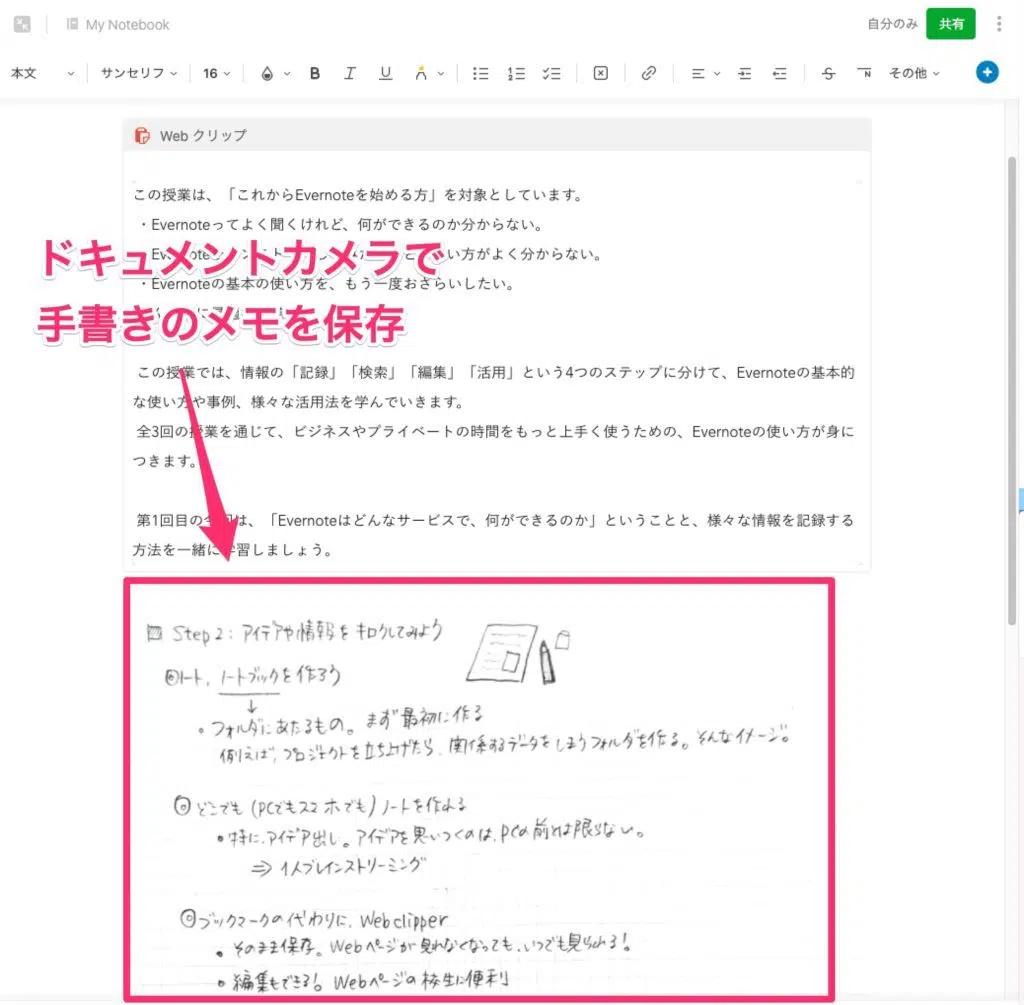 My Notebook
自分のみ
共有
本文
サンセリフ
16
B
I
U
その他
Web クリップ
この授業は、「これからEvernoteを始める方」を対象としています。
・Evernoteってよく聞くけれど、何ができるのか分からない。
い方がよく分からない。
・Evernoteの基本の使い方を、もう一度おさらいしたい。
ドキュメントカメラで
手書きのメモを保存
この授業では、情報の「記録」「検索」「編集」「活用」という4つのステップに分けて、Evernoteの基本的
な使い方や事例、様々な活用法を学んでいきます。
全3回の授業を通じて、ビジネスやプライベートの時間をもっと上手く使うための、Evernoteの使い方が身に
つきます。
第1回目の今回は、「Evernoteはどんなサービスで、何ができるのか」ということと、様々な情報を記録する
方法を一緒に学習しましょう。
Step2：アイデアや情報をキロクしてみよう
◎ノート、ノートブックを作ろう
↓
・フォルダにあたるもの。まず最初に作る
例えば、プロジェクトを立ち上げたら、関係するデータをしまうフォルダを作る。そんなイメージ。
◎どこでも（PCでもスマホでも）ノートを作れる
・特に、アイデア出し。アイデアを思いつくのは、PCの前とは限らない。
⇒ 1人ブレインストリーミング
◎ブックマークの代わりに、Web clipper
・そのまま保存。Webページが見れなくなっても、いつでも見られる！
・編集もできる！ Webページの校生に便利